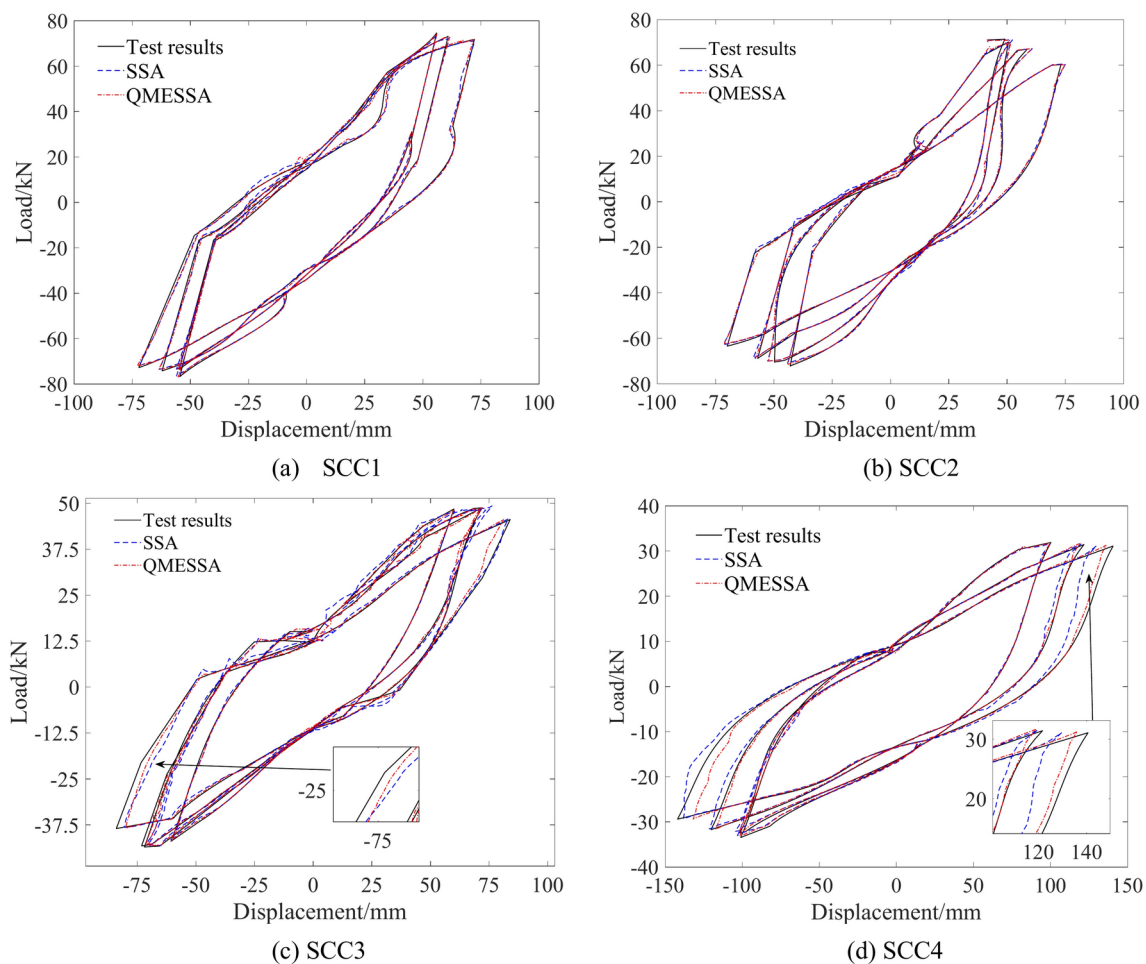 80
60
40
20
0
-20
-40
-60
-80
Load/kN
Test results
SSA
QMESSA
-100 -75 -50 -25 0 25 50 75 100
Displacement/mm
(a) SCC1
80
60
40
20
0
-20
-40
-60
-80
Load/kN
Test results
SSA
QMESSA
-100 -75 -50 -25 0 25 50 75 100
Displacement/mm
(b) SCC2
50
37.5
25
12.5
0
-12.5
-25
-37.5
Load/kN
Test results
SSA
QMESSA
-25
-75
-75 -50 -25 0 25 50 75 100
Displacement/mm
(c) SCC3
40
30
20
10
0
-10
-20
-30
-40
Load/kN
Test results
SSA
QMESSA
30
20
120 140
-150 -100 -50 0 50 100 150
Displacement/mm
(d) SCC4